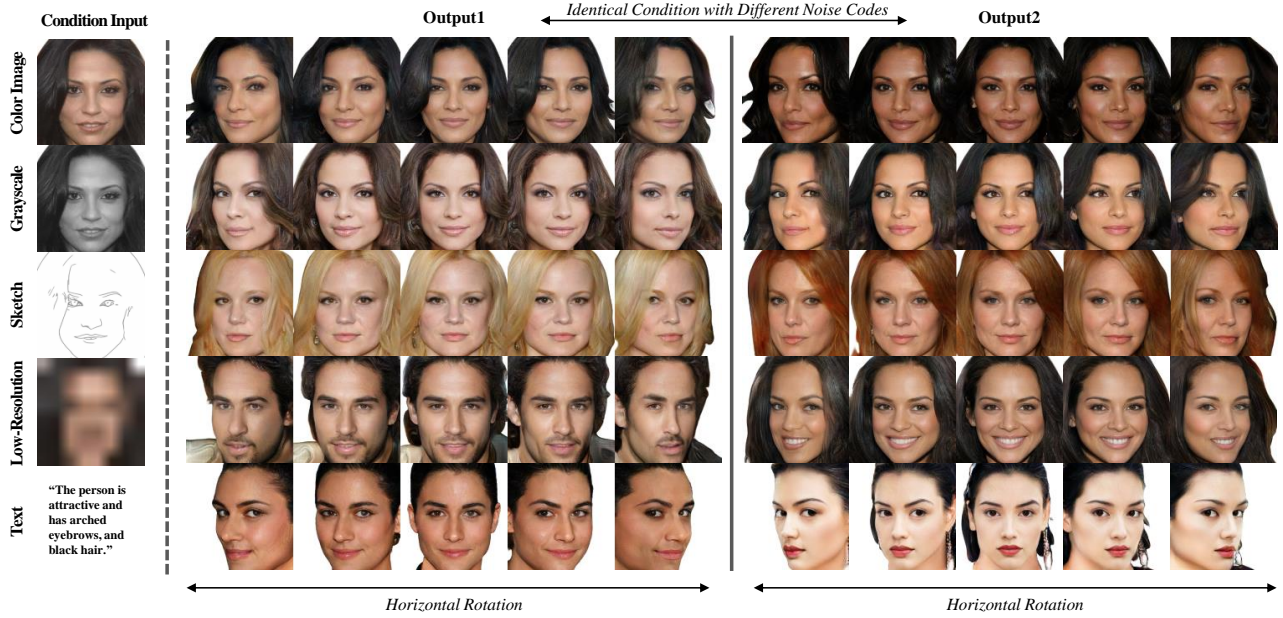 Condition Input
Output1
Identical Condition with Different Noise Codes
Output2
Color Image
Grayscale
Sketch
Low-Resolution
Text
“The person is
attractive and
has arched
eyebrows, and
black hair.”
Horizontal Rotation
Horizontal Rotation